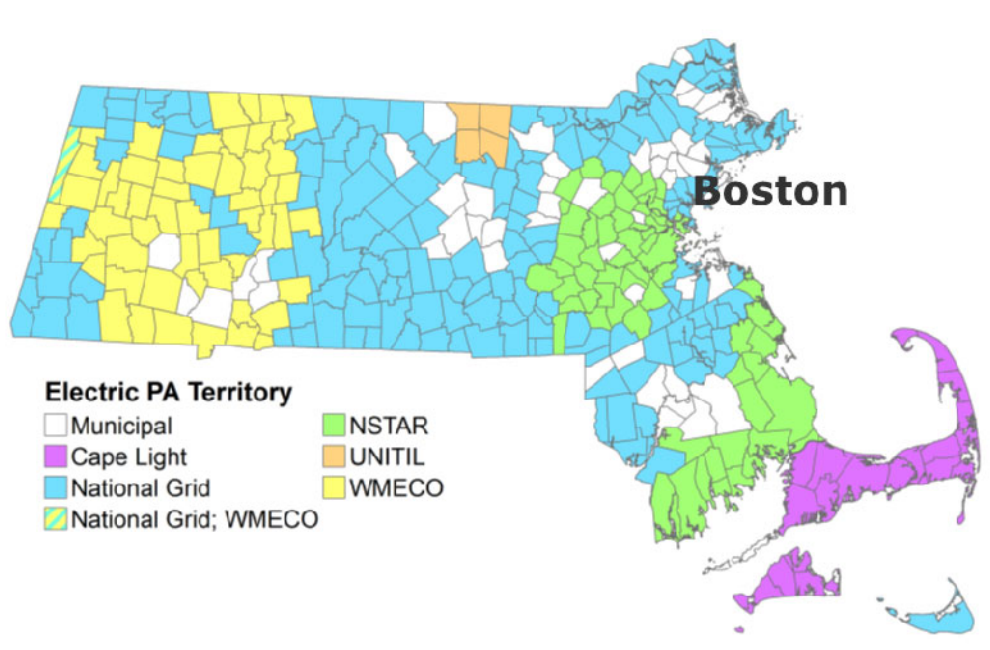 Boston
Electric PA Territory
Municipal
NSTAR
Cape Light
UNITIL
National Grid
WMECO
National Grid; WMECO